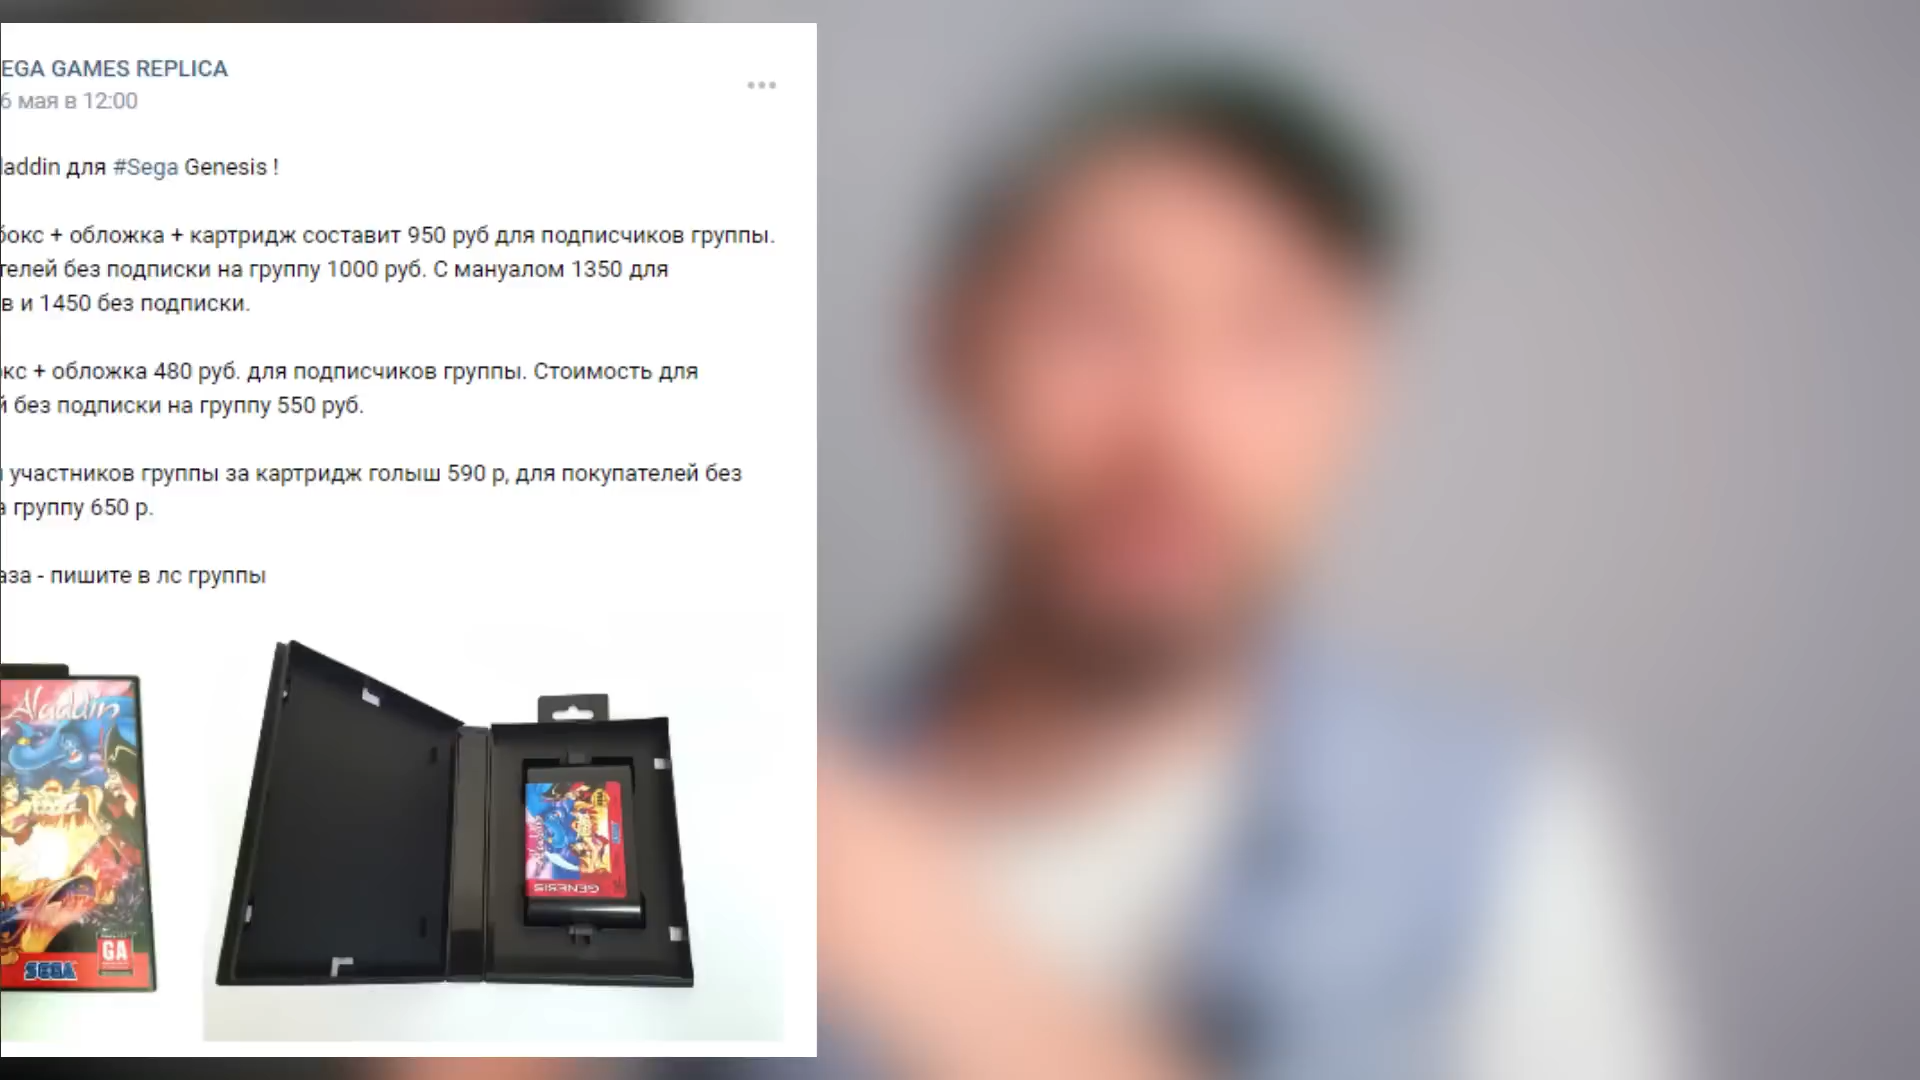 EGA GAMES REPLICA
6 мая в 12:00
laddin для #Sega Genesis !
бокс + обложка + картридж составит 950 руб для подписчиков группы.
телей без подписки на группу 1000 руб. С мануалом 1350 для
в и 1450 без подписки.
кс + обложка 480 руб. для подписчиков группы. Стоимость для
й без подписки на группу 550 руб.
участников группы за картридж голыш 590 р, для покупателей без
а группу 650 р.
аза - пишите в лс группы
Aladdin
GA
SEGA
GENESIS